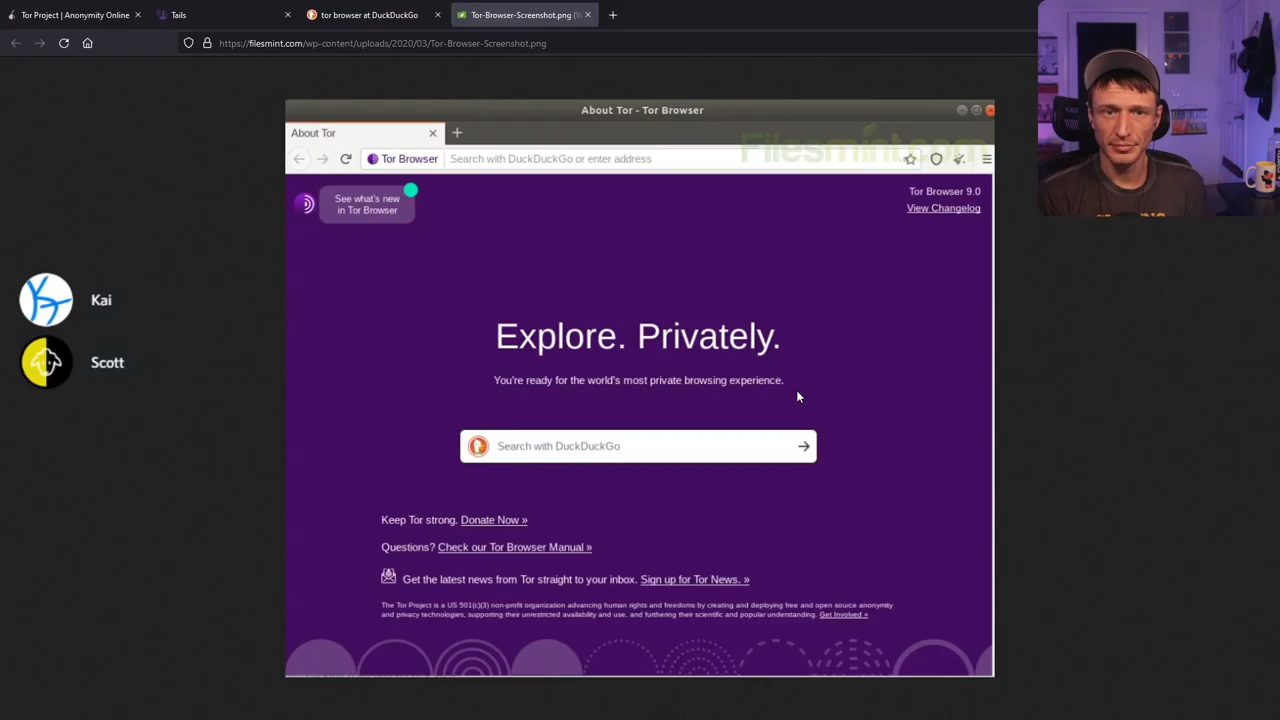 Tor Project | Anonymity Online
Tails
tor browser at DuckDuckGo
Tor-Browser-Screenshot.png (
https://filesmint.com/wp-content/uploads/2020/03/Tor-Browser-Screenshot.png
About Tor - Tor Browser
About Tor
Filesmint.com
Tor Browser
Search with DuckDuckGo or enter address
See what's new
in Tor Browser
Tor Browser 9.0
View Changelog
Explore. Privately.
You're ready for the world's most private browsing experience.
Search with DuckDuckGo
Kai
Scott
Keep Tor strong. Donate Now »
Questions? Check our Tor Browser Manual »
Get the latest news from Tor straight to your inbox. Sign up for Tor News. »
The Tor Project is a US 501(c)(3) non-profit organization advancing human rights and freedoms by creating and deploying free and open source anonymity
and privacy technologies, supporting their unrestricted availability and use, and furthering their scientific and popular understanding. Get Involved »